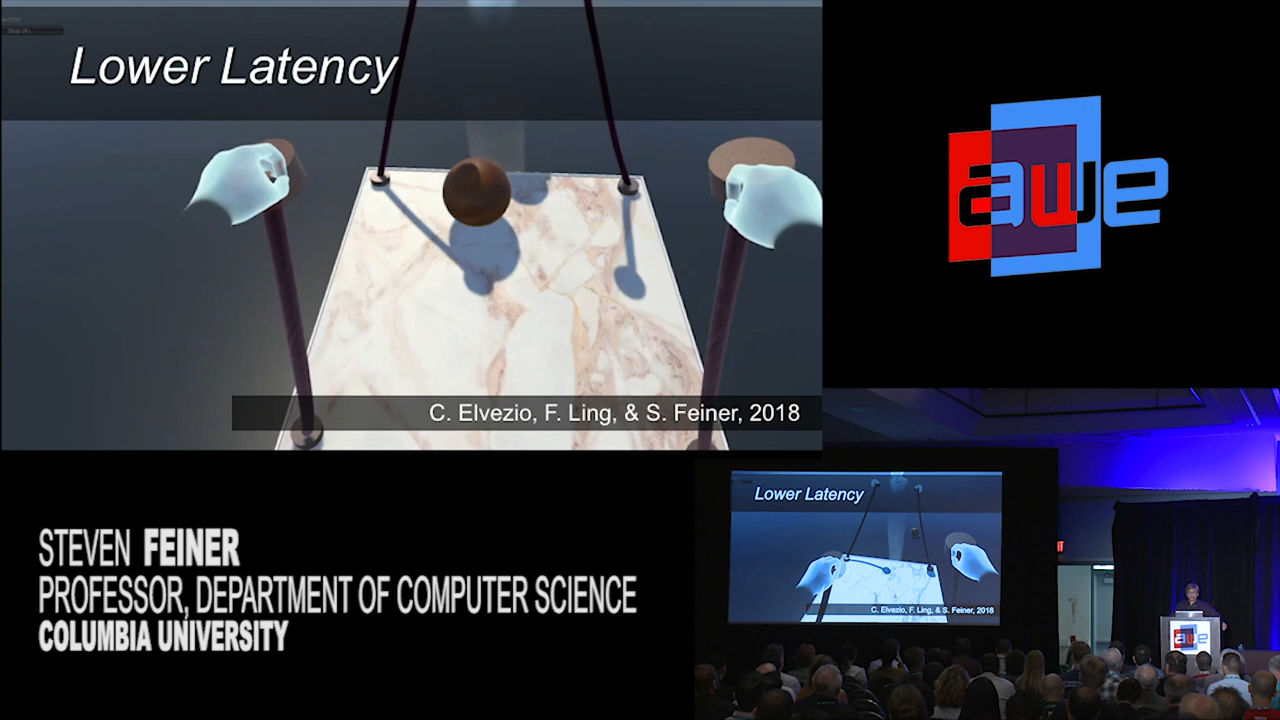 Lower Latency
C. Elvezio, F. Ling, & S. Feiner, 2018
awe
STEVEN FEINER
PROFESSOR, DEPARTMENT OF COMPUTER SCIENCE
COLUMBIA UNIVERSITY
Lower Latency
C. Elvezio, F. Ling, & S. Feiner, 2018
awe